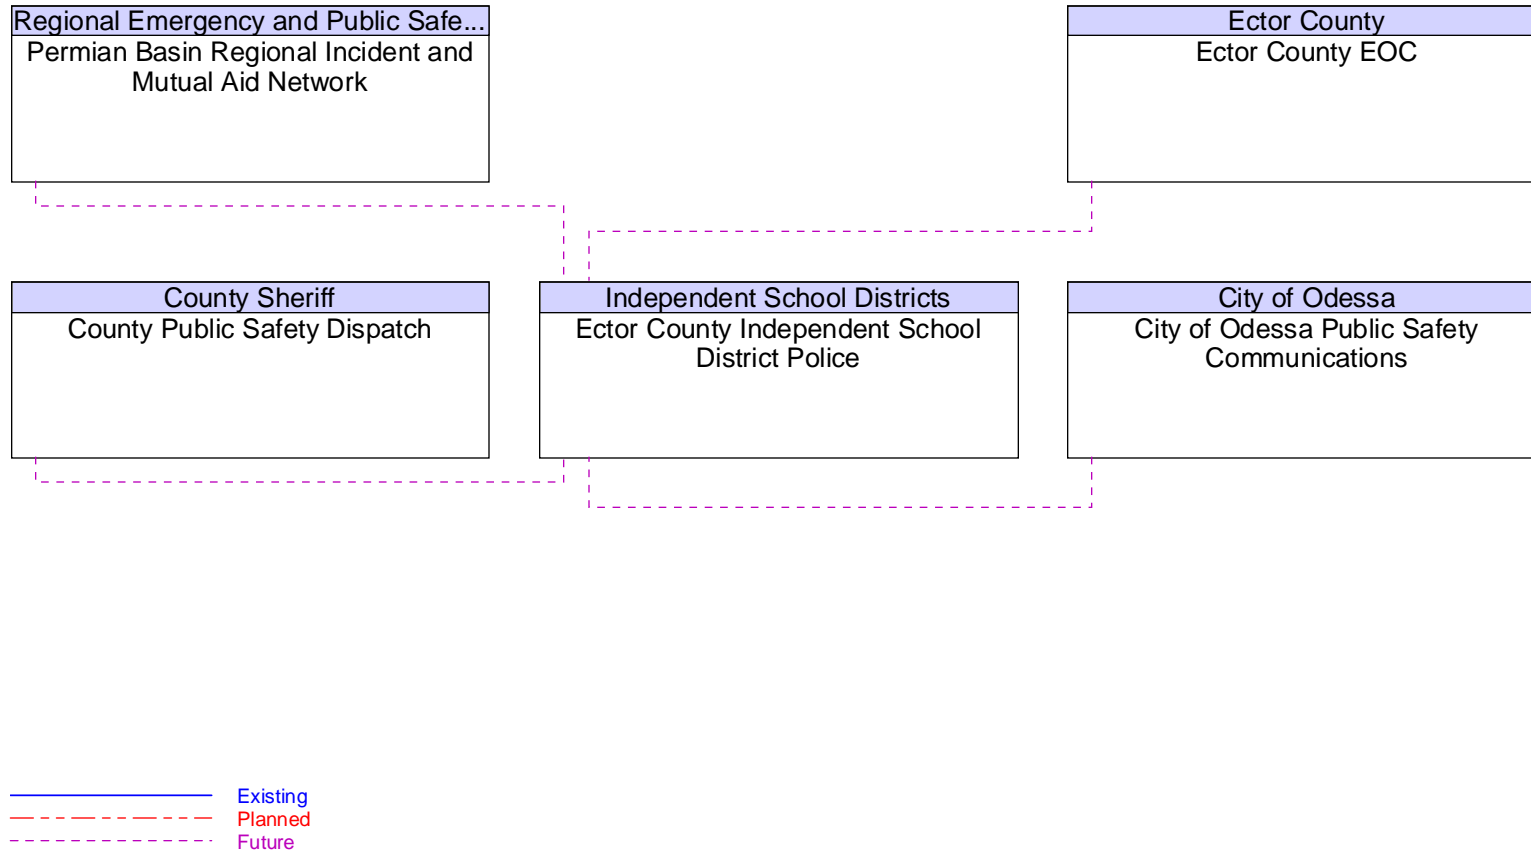 Regional Emergency and Public Safe...
Permian Basin Regional Incident and
Mutual Aid Network
Ector County
Ector County EOC
County Sheriff
County Public Safety Dispatch
Independent School Districts
Ector County Independent School
District Police
City of Odessa
City of Odessa Public Safety
Communications
Existing
Planned
Future